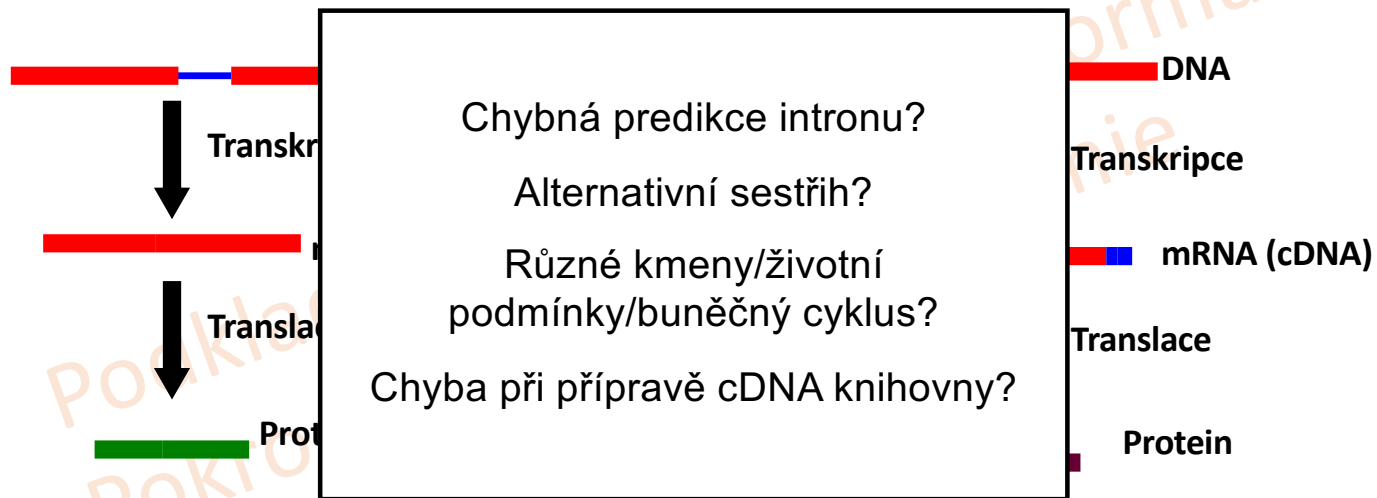 DNA
Chybná predikce intronu?
Transkripce
Alternativní sestřih?
mRNA (cDNA)
Různé kmeny/životní
podmínky/buněčný cyklus?
Translace
Chyba při přípravě cDNA knihovny?
Protein